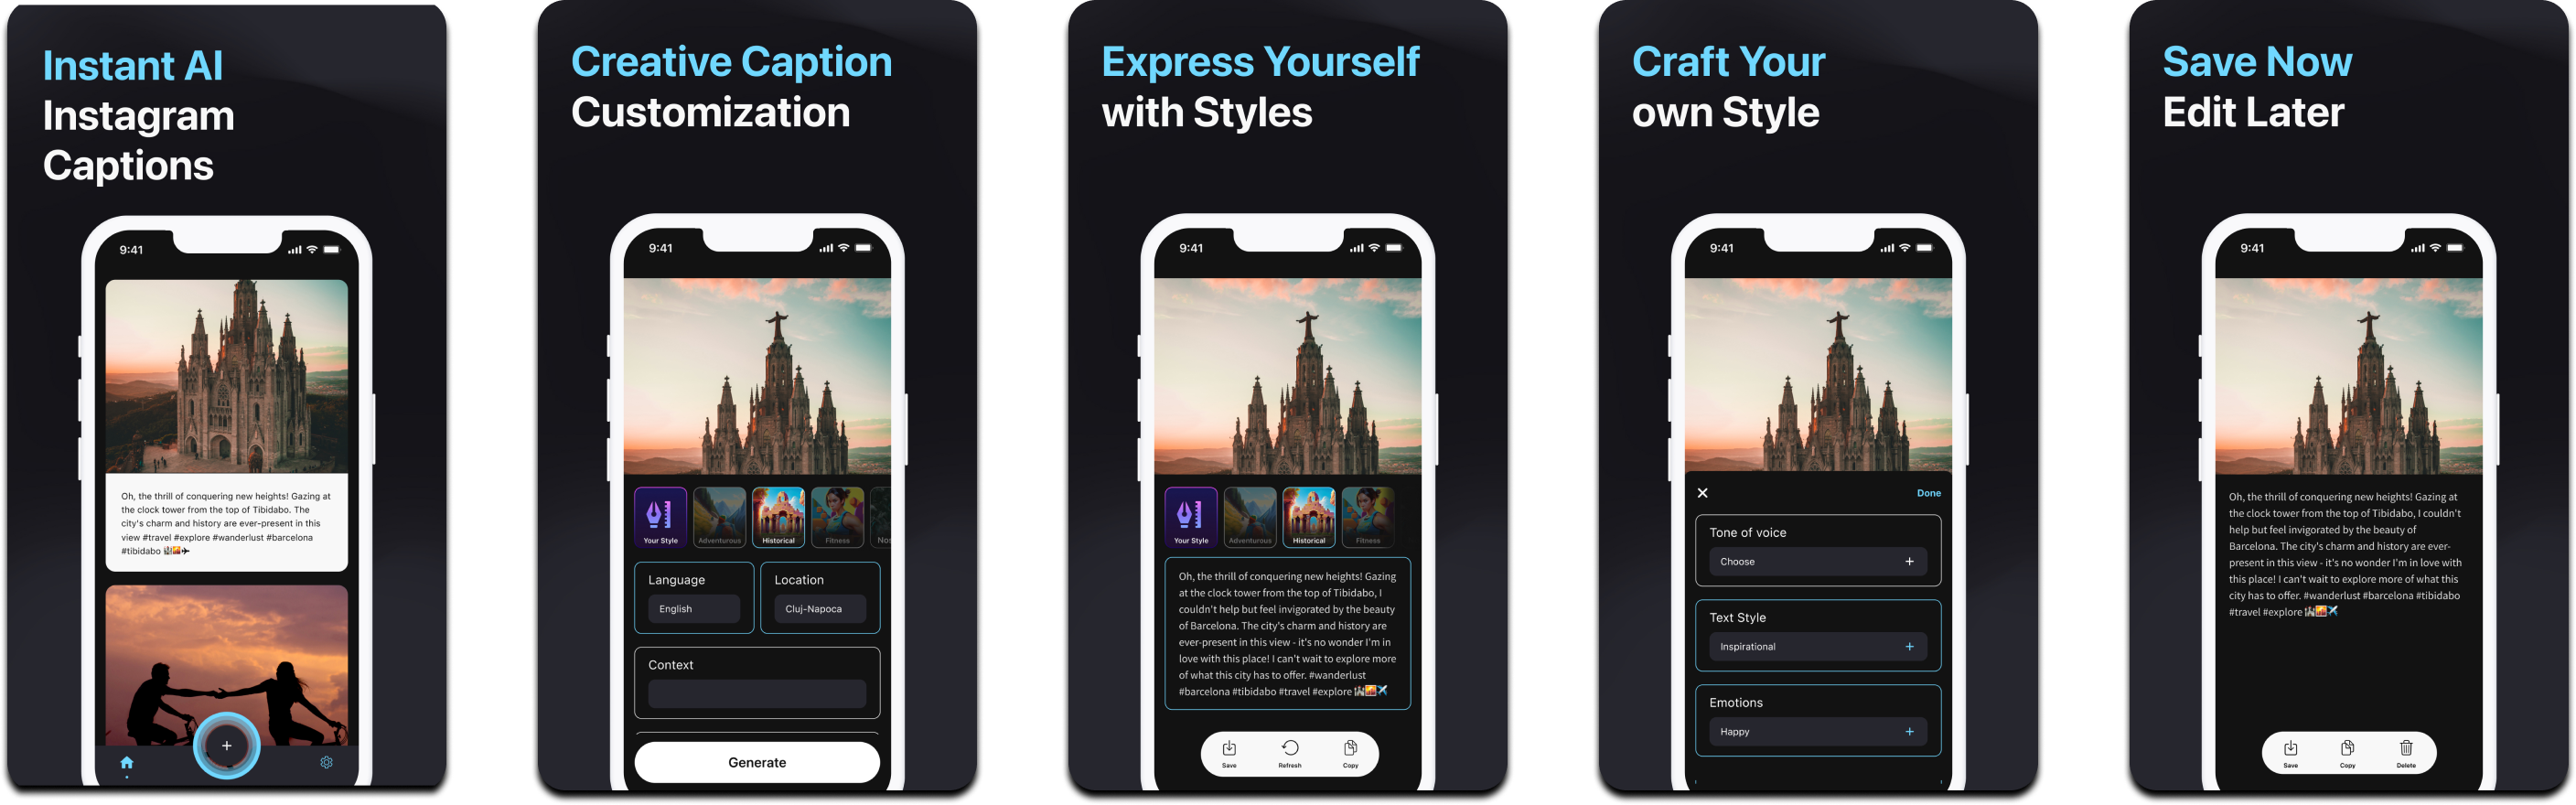 Instant AI
Instagram
Captions
9:41
Oh, the thrill of conquering new heights! Gazing at
the clock tower from the top of Tibidabo. The
city's charm and history are ever-present in this
view #travel #explore #wanderlust #barcelona
#tibidabo 🏰🌇✈
+
Creative Caption
Customization
9:41
Your Style
Adventurous
Historical
Fitness
Language
Location
English
Cluj-Napoca
Context
Generate
Express Yourself
with Styles
9:41
Your Style
Adventurous
Historical
Fitness
Oh, the thrill of conquering new heights! Gazing
at the clock tower from the top of Tibidabo, I
couldn't help but feel invigorated by the beauty
of Barcelona. The city's charm and history are
ever-present in this view - it's no wonder I'm in
love with this place! I can't wait to explore more
of what this city has to offer. #wanderlust
#barcelona #tibidabo #travel #explore 🏰🌇✈️
Save
Refresh
Copy
Craft Your
own Style
9:41
Done
Tone of voice
Choose +
Text Style
Inspirational +
Emotions
Happy +
Save Now
Edit Later
9:41
Oh, the thrill of conquering new heights! Gazing at
the clock tower from the top of Tibidabo, I couldn't
help but feel invigorated by the beauty of
Barcelona. The city's charm and history are ever-
present in this view - it's no wonder I'm in love with
this place! I can't wait to explore more of what this
city has to offer. #wanderlust #barcelona #tibidabo
#travel #explore 🏰🌇✈️
Save
Copy
Delete